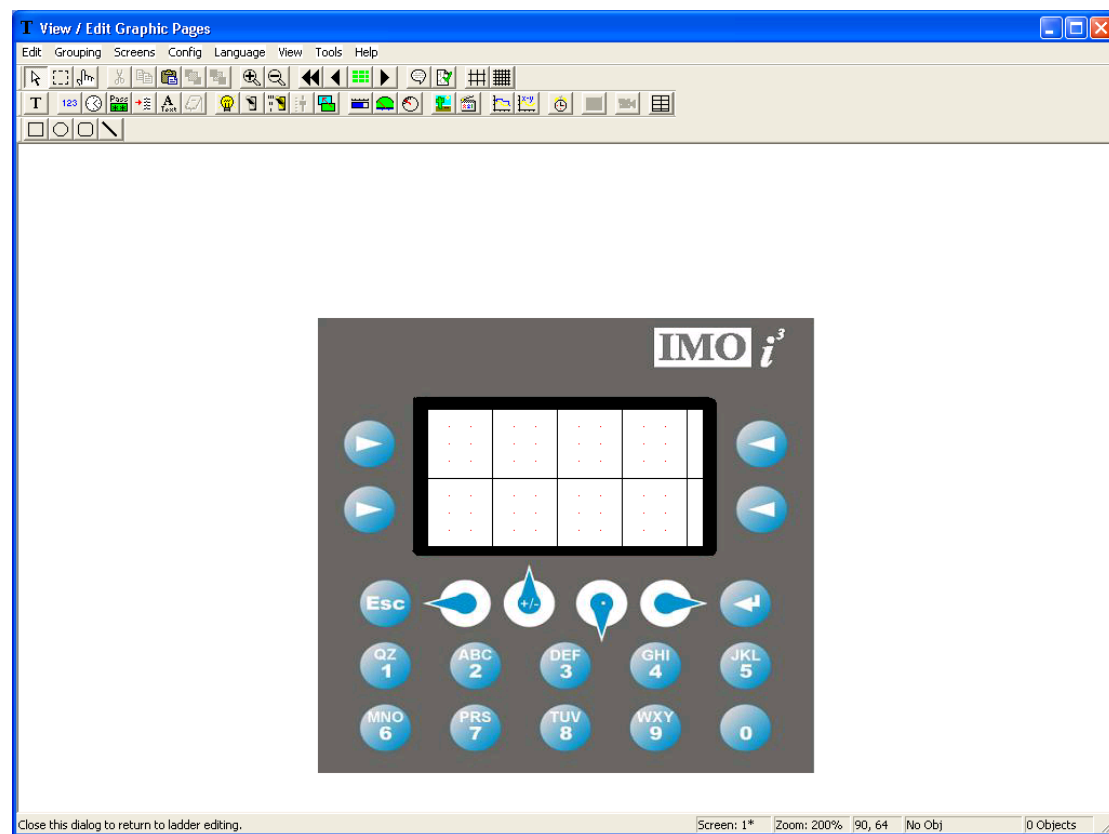 T View / Edit Graphic Pages
Edit Grouping Screens Config Language View Tools Help
T 123 Pass A Text
IMO i³
Esc +/-
QZ ABC DEF GHI JKL
1 2 3 4 5
MNO PRS TUV WXY
6 7 8 9 0
Close this dialog to return to ladder editing. Screen: 1* Zoom: 200% 90, 64 No Obj 0 Objects